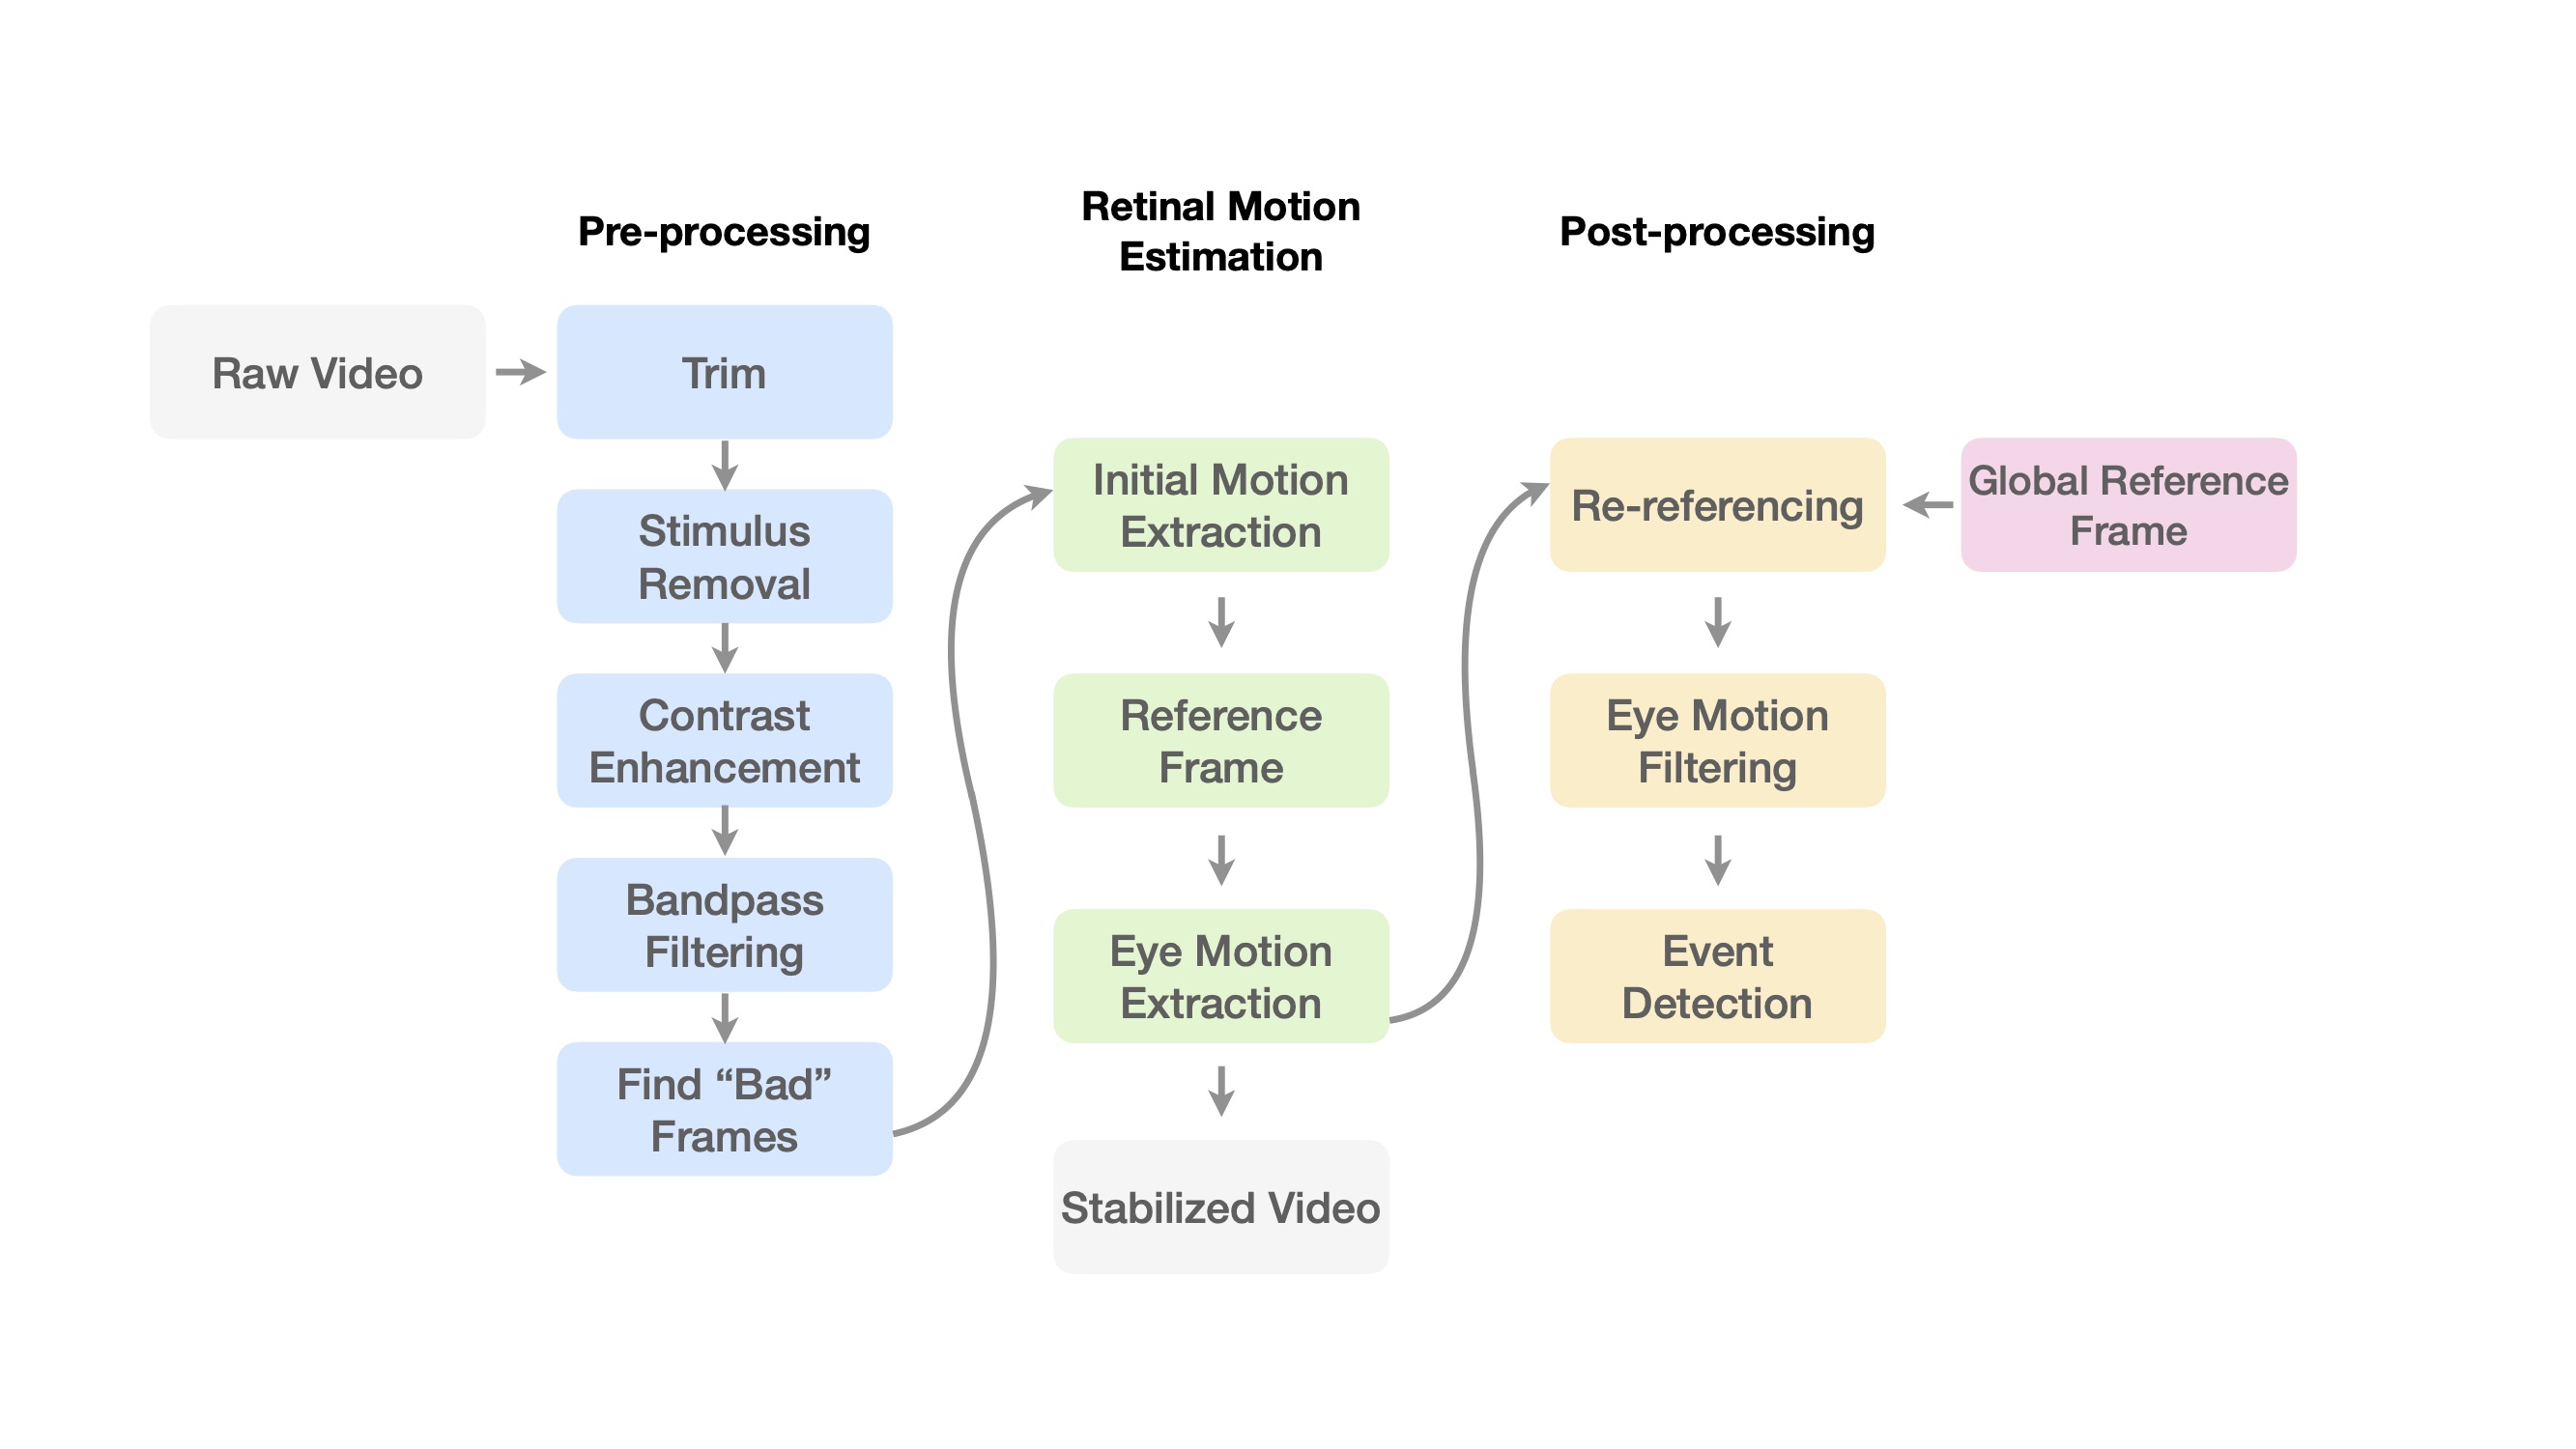 Pre-processing
Retinal Motion
Estimation
Post-processing
Raw Video
Trim
Stimulus
Removal
Contrast
Enhancement
Bandpass
Filtering
Find “Bad”
Frames
Initial Motion
Extraction
Reference
Frame
Eye Motion
Extraction
Stabilized Video
Re-referencing
Global Reference
Frame
Eye Motion
Filtering
Event
Detection